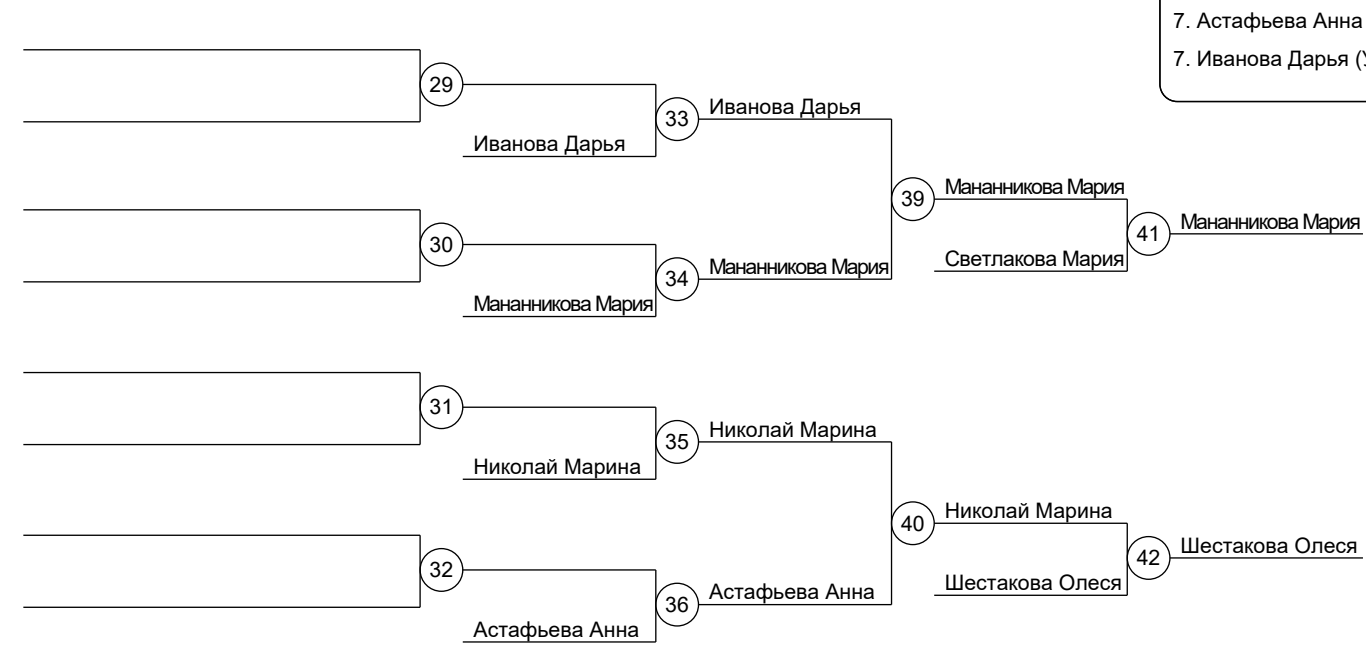 7. Астафьева Анна
7. Иванова Дарья (У
29
33
Иванова Дарья
Иванова Дарья
39
Мананникова Мария
41
Мананникова Мария
30
34
Мананникова Мария
Светлакова Мария
Мананникова Мария
31
35
Николай Марина
Николай Марина
40
Николай Марина
42
Шестакова Олеся
32
36
Астафьева Анна
Шестакова Олеся
Астафьева Анна